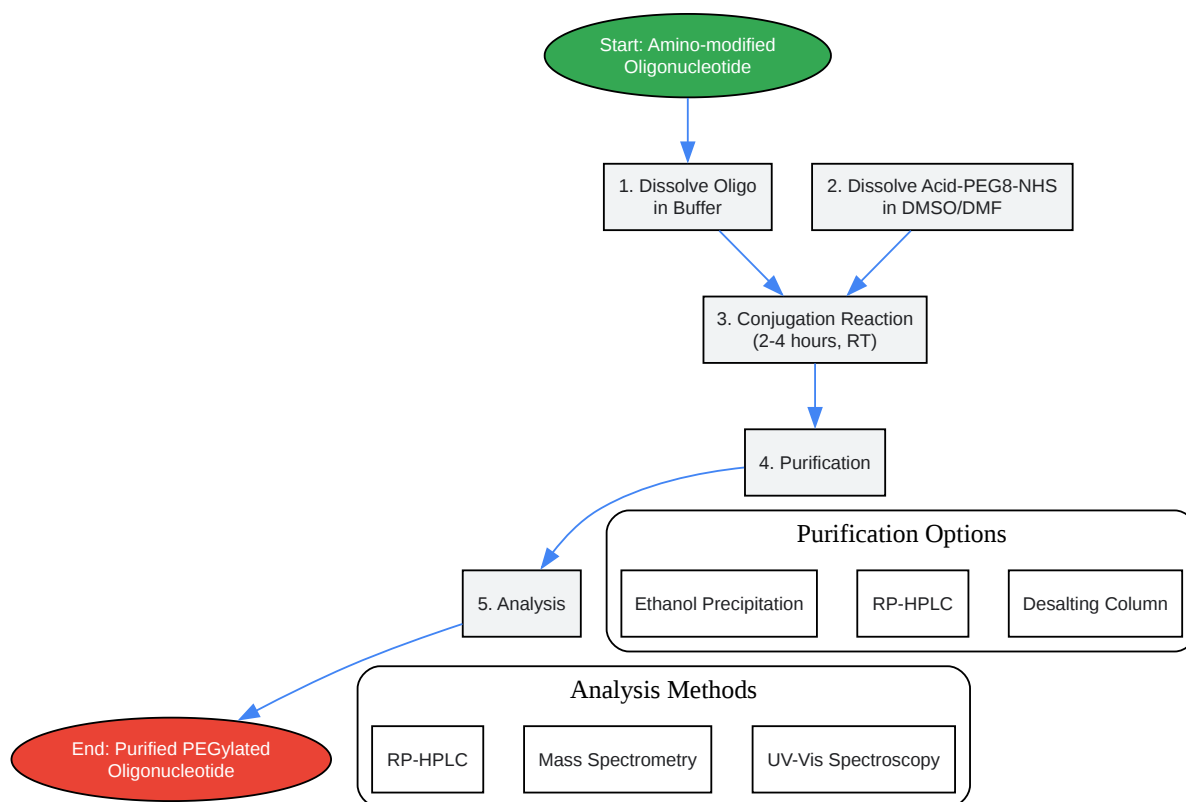 Start: Amino-modified
Oligonucleotide
1. Dissolve Oligo
in Buffer
2. Dissolve Acid-PEG8-NHS
in DMSO/DMF
3. Conjugation Reaction
(2-4 hours, RT)
4. Purification
Purification Options
Ethanol Precipitation
RP-HPLC
Desalting Column
5. Analysis
Analysis Methods
RP-HPLC
Mass Spectrometry
UV-Vis Spectroscopy
End: Purified PEGylated
Oligonucleotide